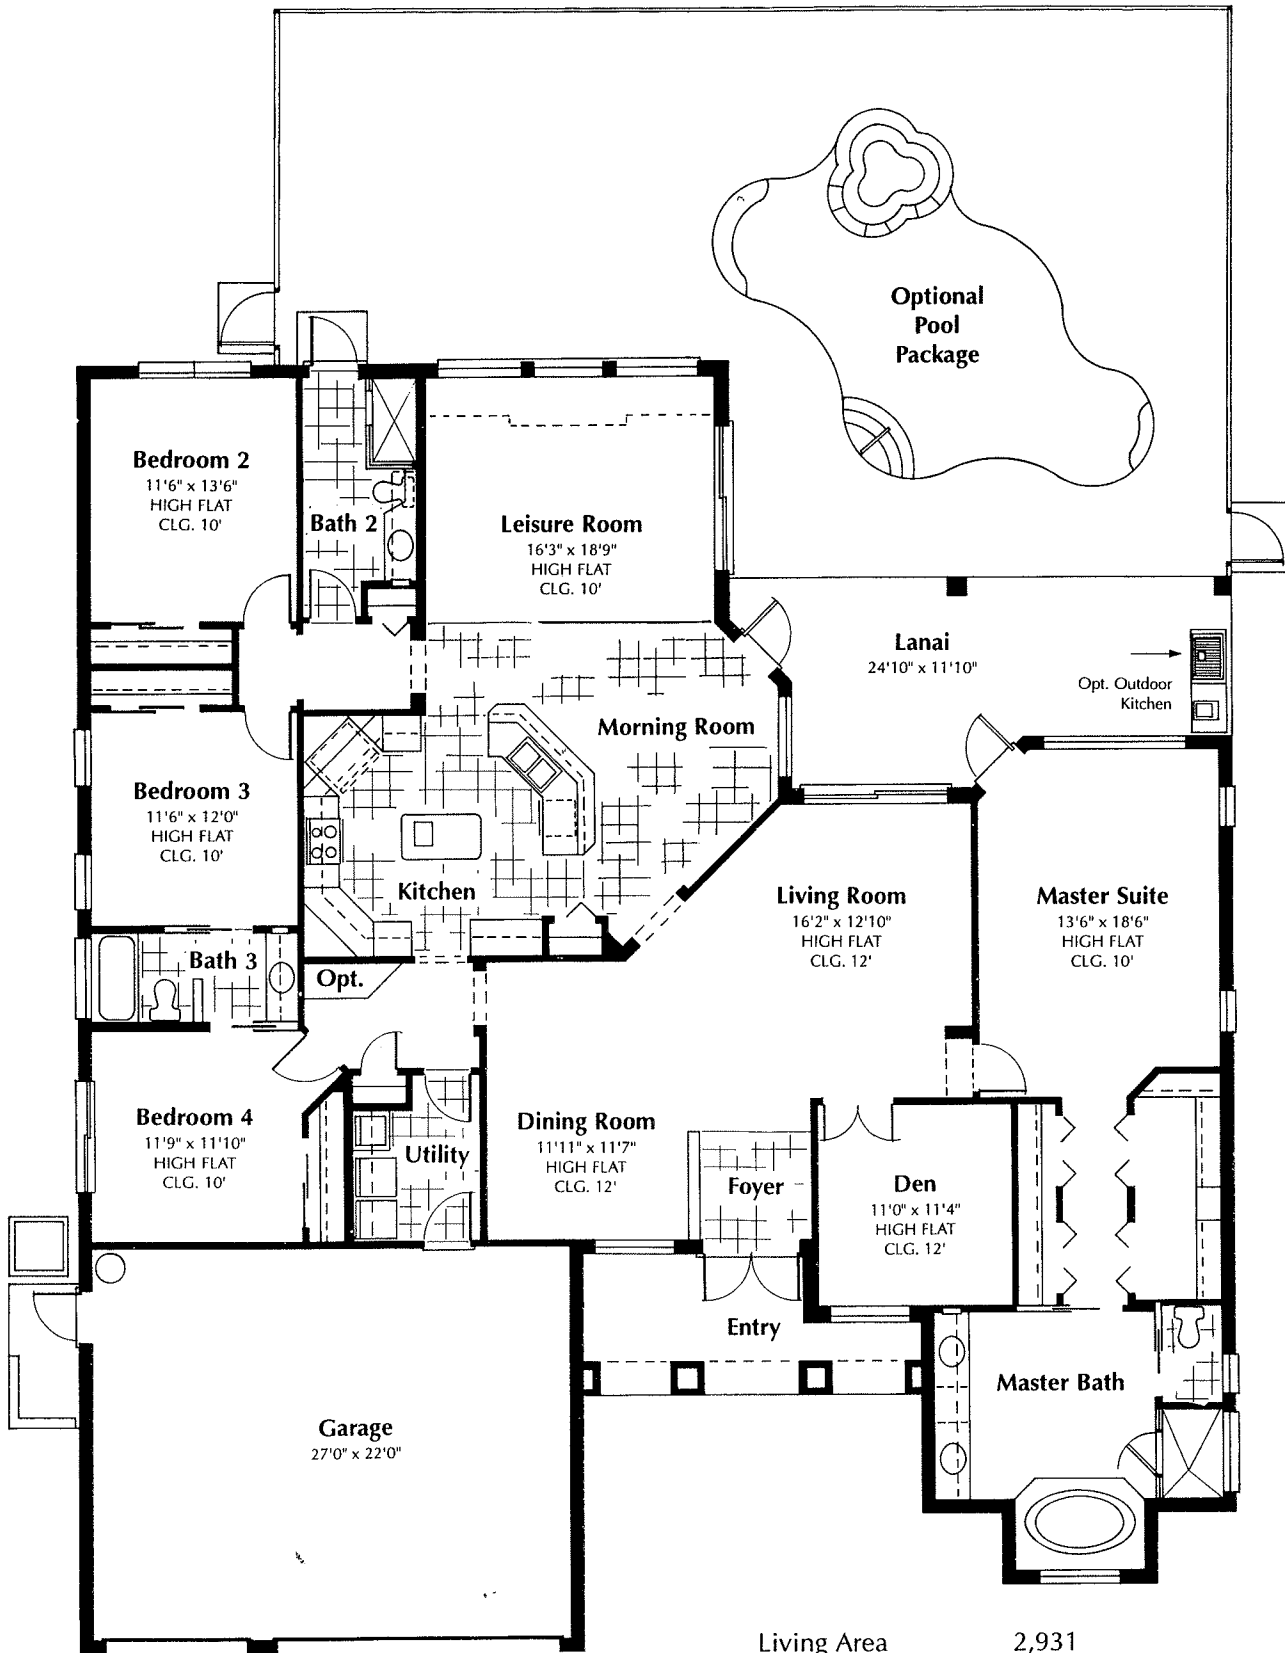 Optional
Pool
Package
Bedroom 2
11'6" x 13'6"
HIGH FLAT
CLG. 10'
Bath 2
Leisure Room
16'3" x 18'9"
HIGH FLAT
CLG. 10'
Lanai
24'10" x 11'10"
Opt. Outdoor
Kitchen
Morning Room
Bedroom 3
11'6" x 12'0"
HIGH FLAT
CLG. 10'
Kitchen
Living Room
16'2" x 12'10"
HIGH FLAT
CLG. 12'
Master Suite
13'6" x 18'6"
HIGH FLAT
CLG. 10'
Bath 3
Opt.
Bedroom 4
11'9" x 11'10"
HIGH FLAT
CLG. 10'
Utility
Dining Room
11'11" x 11'7"
HIGH FLAT
CLG. 12'
Foyer
Den
11'0" x 11'4"
HIGH FLAT
CLG. 12'
Entry
Master Bath
Garage
27'0" x 22'0"
Living Area 2,931